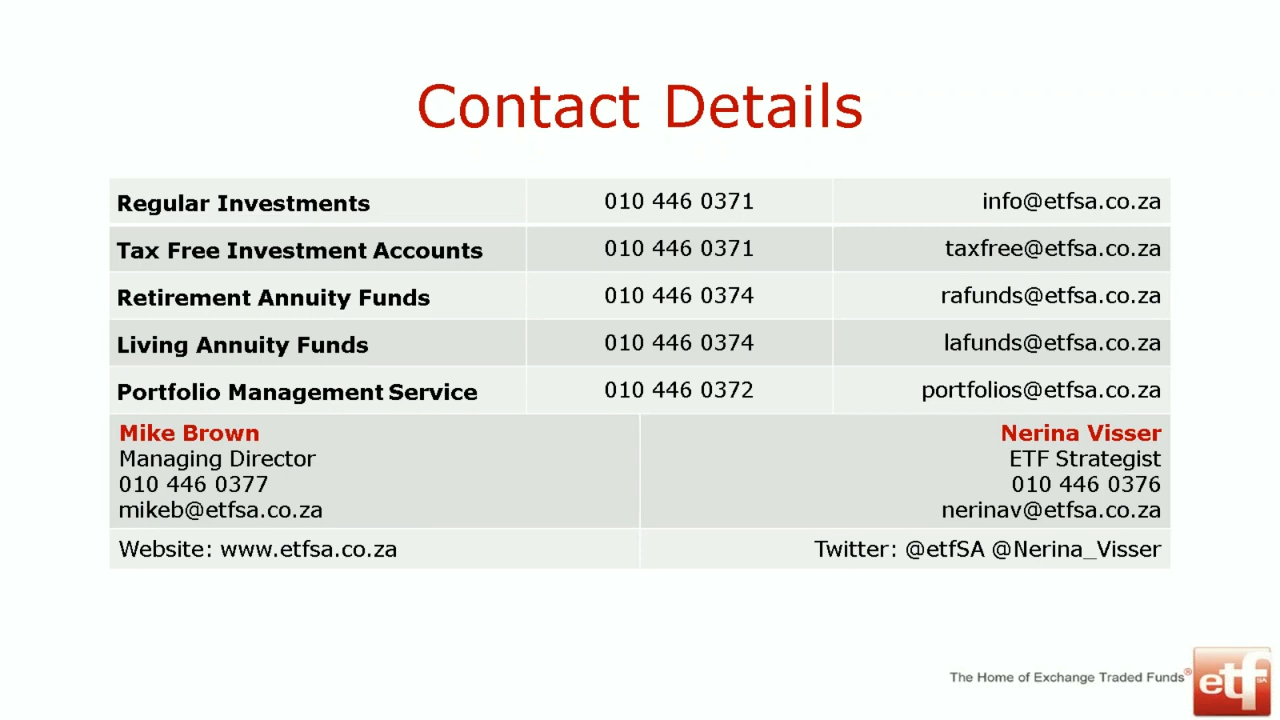 Contact Details
Regular Investments 010 446 0371 info@etfsa.co.za
Tax Free Investment Accounts 010 446 0371 taxfree@etfsa.co.za
Retirement Annuity Funds 010 446 0374 rafunds@etfsa.co.za
Living Annuity Funds 010 446 0374 lafunds@etfsa.co.za
Portfolio Management Service 010 446 0372 portfolios@etfsa.co.za
Mike Brown
Managing Director
010 446 0377
mikeb@etfsa.co.za
Nerina Visser
ETF Strategist
010 446 0376
nerinav@etfsa.co.za
Website: www.etfsa.co.za
Twitter: @etfSA @Nerina_Visser
The Home of Exchange Traded Funds®
etfSA